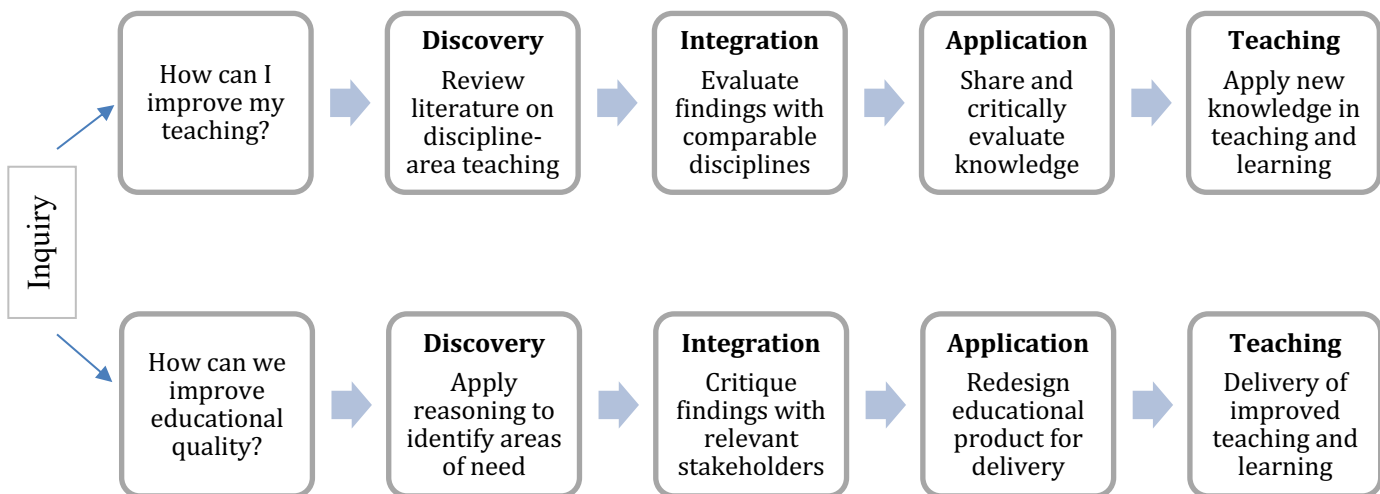 Inquiry
How can I
improve my
teaching?
Discovery
Review
literature on
discipline-
area teaching
Integration
Evaluate
findings with
comparable
disciplines
Application
Share and
critically
evaluate
knowledge
Teaching
Apply new
knowledge in
teaching and
learning
How can we
improve
educational
quality?
Discovery
Apply
reasoning to
identify areas
of need
Integration
Critique
findings with
relevant
stakeholders
Application
Redesign
educational
product for
delivery
Teaching
Delivery of
improved
teaching and
learning